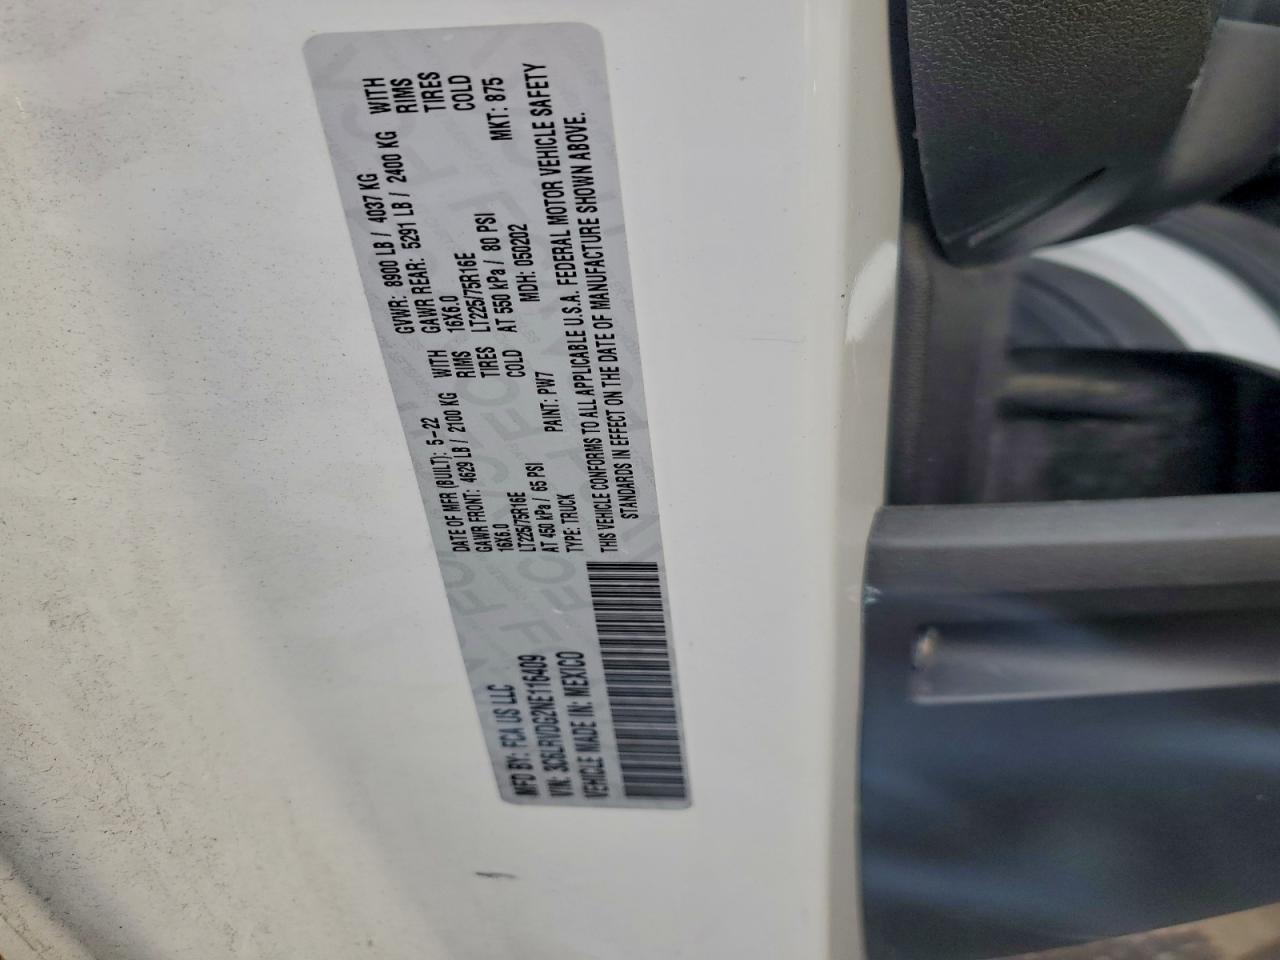 MFD BY: FCA US LLC
DATE OF MFR (BUILT): 5-22
GVWR: 8900 LB / 4037 KG
GAWR FRONT: 4629 LB / 2100 KG WITH
GAWR REAR: 5291 LB / 2400 KG WITH
16X6.0 RIMS
16X6.0 RIMS
LT225/75R16E TIRES
LT225/75R16E TIRES
AT 450 kPa / 65 PSI COLD
AT 550 kPa / 80 PSI COLD
VIN: 3C6LRVDG2NE116409
TYPE: TRUCK PAINT: PW7 MDH: 050202 MKT: 875
VEHICLE MADE IN: MEXICO
THIS VEHICLE CONFORMS TO ALL APPLICABLE U.S.A. FEDERAL MOTOR VEHICLE SAFETY
STANDARDS IN EFFECT ON THE DATE OF MANUFACTURE SHOWN ABOVE.